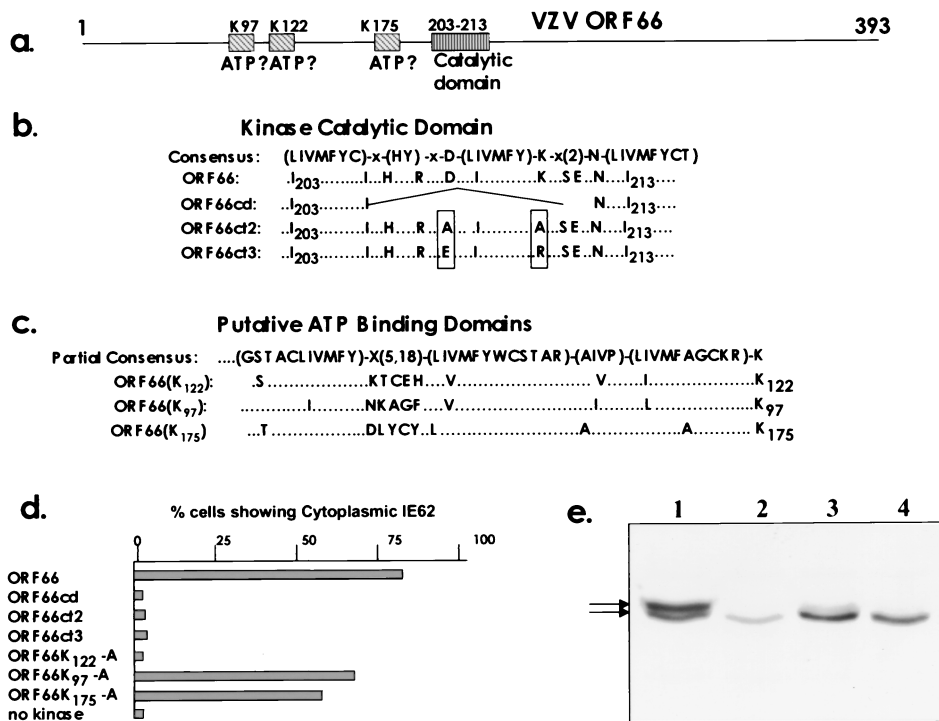 a.
1 K97 K122 K175 203-213 VZV ORF66 393
ATP? ATP? ATP? Catalytic domain
b.
Kinase Catalytic Domain
Consensus: (LIVMFYC)-x-(HY) -x-D-(LIVMFY)-K-x(2)-N-(LIVMFYCT)
ORF66: ..I203.........I...H.....R...D....I..........K...SE..N...I213....
ORF66cd: ..I203.........I N....I213....
ORF66ct2: ..I203.........I...H.....R..A...I..........A...SE..N....I213....
ORF66ct3: ..I203.........I...H.....R..E...I..........R...SE..N....I213....
c.
Putative ATP Binding Domains
Partial Consensus: ....(GSTACLIVMFY)-X(5,18)-(LIVMFYWCSTAR)-(AIVP)-(LIVMFAGCKR)-K
ORF66(K122): .S...............KTCEH...V....................V......I...............K122
ORF66(K97): ..........I........NKAGF...V....................I.......L...............K97
ORF66(K175) ...T..............DLYCY..L.....................A..............A..........K175
d.
% cells showing Cytoplasmic IE62
0 25 50 75 100
ORF66
ORF66cd
ORF66ct2
ORF66ct3
ORF66K122-A
ORF66K97-A
ORF66K175-A
no kinase
e.
1 2 3 4